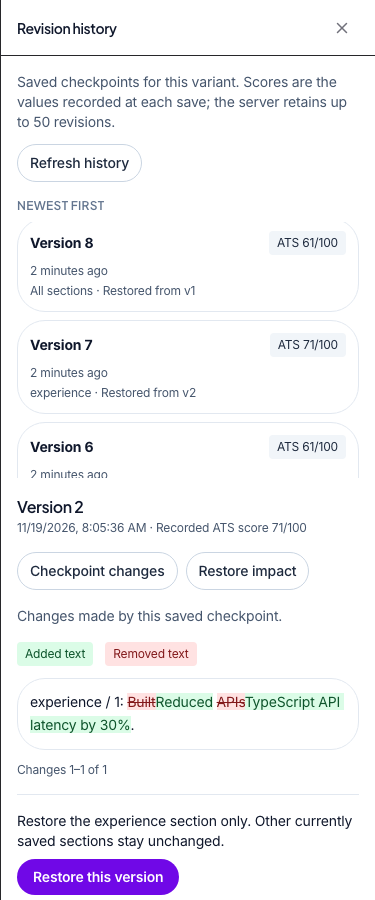 Revision history
Saved checkpoints for this variant. Scores are the
values recorded at each save; the server retains up
to 50 revisions.
Refresh history
NEWEST FIRST
Version 8
ATS 61/100
2 minutes ago
All sections · Restored from v1
Version 7
ATS 71/100
2 minutes ago
experience · Restored from v2
Version 6
ATS 61/100
2 minutes ago
Version 2
11/19/2026, 8:05:36 AM · Recorded ATS score 71/100
Checkpoint changes
Restore impact
Changes made by this saved checkpoint.
Added text
Removed text
experience / 1: BuiltReduced APIsTypeScript API
latency by 30%.
Changes 1–1 of 1
Restore the experience section only. Other currently
saved sections stay unchanged.
Restore this version